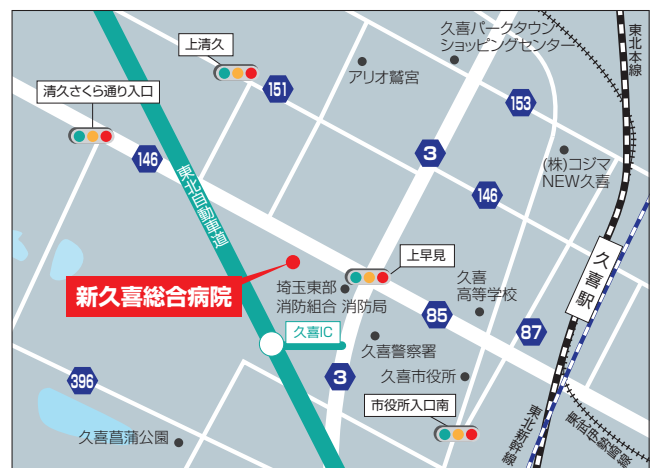 久喜パークタウン
ショッピングセンター
東北本線
上清久
アリオ鷲宮
清久さくら通り入口
151
153
3
146
(株)コジマ
NEW久喜
146
東北自動車道
上早見
久喜駅
新久喜総合病院
埼玉東部
消防組合 消防局
久喜
高等学校
85
久喜IC
87
久喜警察署
396
3
久喜市役所
市役所入口南
東北新幹線
東武伊勢崎線
久喜菖蒲公園